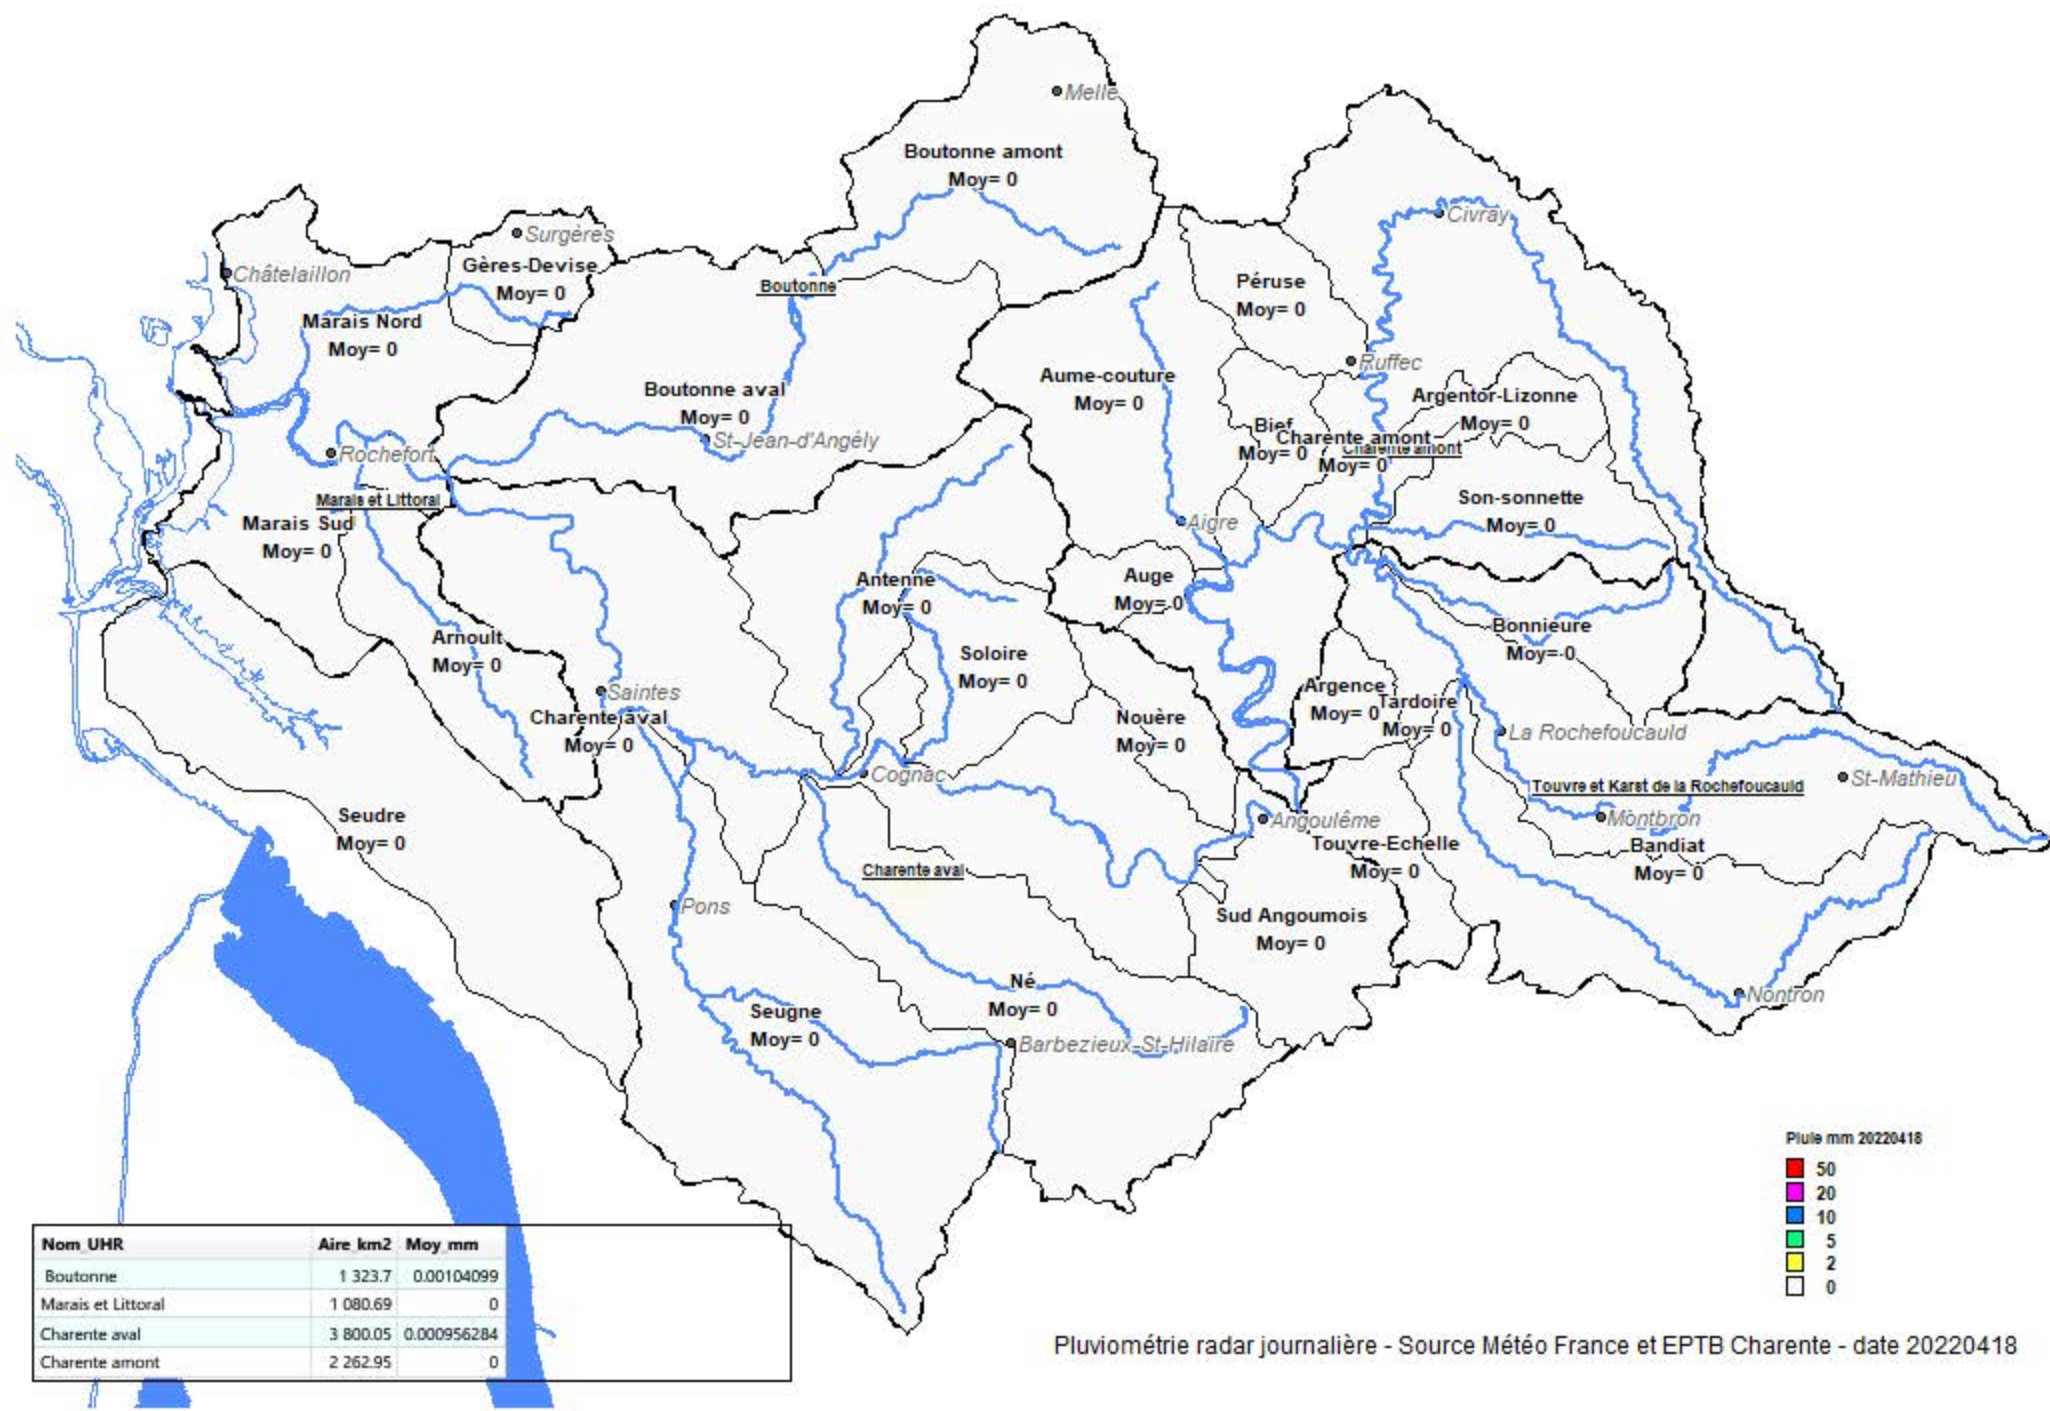 Melle
Boutonne amont
Moy= 0
Civray
Surgères
Châtelaillon
Gères-Devise
Moy= 0
Boutonne
Péruse
Moy= 0
Marais Nord
Moy= 0
Ruffec
Aume-couture
Moy= 0
Boutonne aval
Moy= 0
Argentor-Lizonne
Moy= 0
Bief
Moy= 0
Charente amont
Moy= 0
Charente amont
St-Jean-d'Angély
Rochefort
Marais et Littoral
Son-sonnette
Moy= 0
Marais Sud
Moy= 0
Aigre
Antenne
Moy= 0
Auge
Moy= 0
Bonnieure
Moy= 0
Arnoult
Moy= 0
Soloire
Moy= 0
Saintes
Argence
Moy= 0
Tardoire
Moy= 0
Charente aval
Moy= 0
Nouère
Moy= 0
La Rochefoucauld
Cognac
Touvre et Karst de la Rochefoucauld
St-Mathieu
Seudre
Moy= 0
Angoulême
Montbron
Touvre-Echelle
Moy= 0
Bandiat
Moy= 0
Charente aval
Pons
Sud Angoumois
Moy= 0
Né
Moy= 0
Nontron
Seugne
Moy= 0
Barbezieux-St-Hilaire
Pluie mm 20220418
50
20
10
5
2
0
Nom_UHR Aire_km2 Moy_mm
Boutonne 1 323.7 0.00104099
Marais et Littoral 1 080.69 0
Charente aval 3 800.05 0.000956284
Charente amont 2 262.95 0
Pluviométrie radar journalière - Source Météo France et EPTB Charente - date 20220418